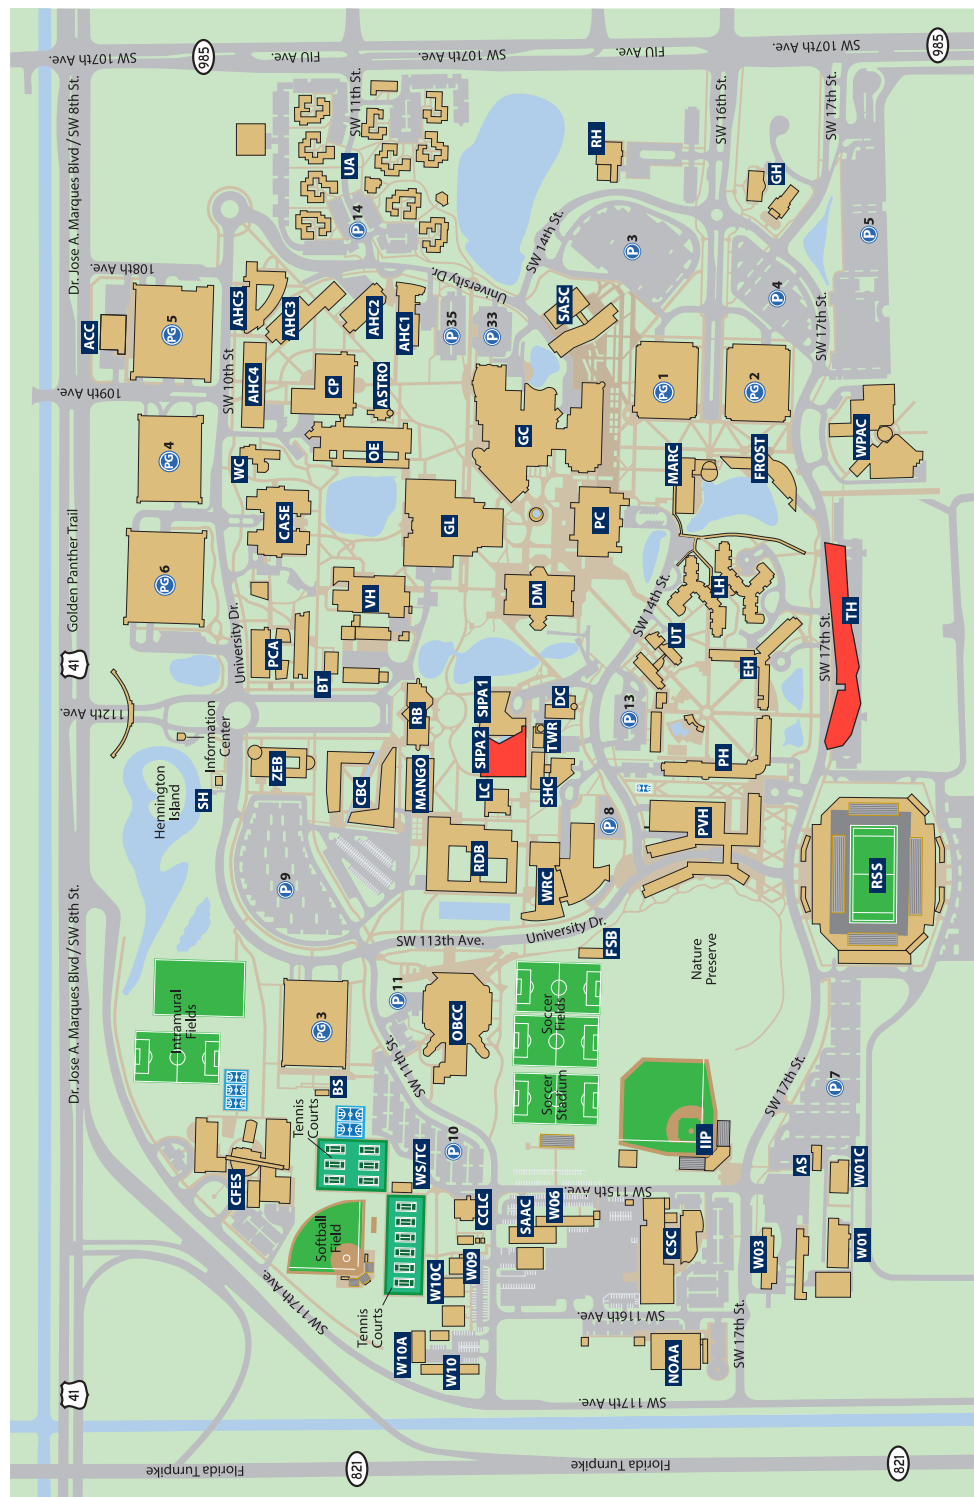 SW 107th Ave.
985
FIU Ave.
SW 107th Ave.
FIU Ave.
SW 107th Ave.
985
Dr. Jose A. Marques Blvd / SW 8th St.
SW 11th St.
SW 16th St.
SW 17th St.
UA
RH
GH
P 14
P 3
P 5
SW 14th St.
University Dr.
108th Ave.
ACC
PG 5
AHC5
AHC3
AHC2
AHC1
P 35
P 33
SASC
P 4
SW 17th St.
109th Ave.
SW 10th St
AHC4
CP
ASTRO
PG 1
PG 2
PG 4
WC
OE
GC
MARC
FROST
WPAC
Golden Panther Trail
PG 6
CASE
GL
PC
VH
DM
LH
SW 14th St.
TH
University Dr.
PCA
BT
UT
EH
SW 17th St.
41
112th Ave.
Information
Center
RB
SIPA1
SIPA2
DC
TWR
P 13
Hennington
Island
SH
ZEB
CBC
MANGO
LC
SHC
PH
P 8
PVH
P 9
RDB
WRC
RSS
Dr. Jose A. Marques Blvd / SW 8th St.
SW 113th Ave.
University Dr.
FSB
Nature
Preserve
Intramural
Fields
PG 3
P 11
OBCC
Soccer
Fields
SW 11th St.
BS
Soccer
Stadium
SW 17th St.
P 7
Tennis
Courts
P 10
IIP
CFES
WS/TC
AS
W01C
SW 115th Ave.
Softball
Field
CCLC
SAAC
W06
CSC
W03
W01
SW 117th Ave.
Tennis
Courts
W10C
W09
SW 116th Ave.
SW 17th St.
W10A
W10
NOAA
41
SW 117th Ave.
Florida Turnpike
821
Florida Turnpike
821